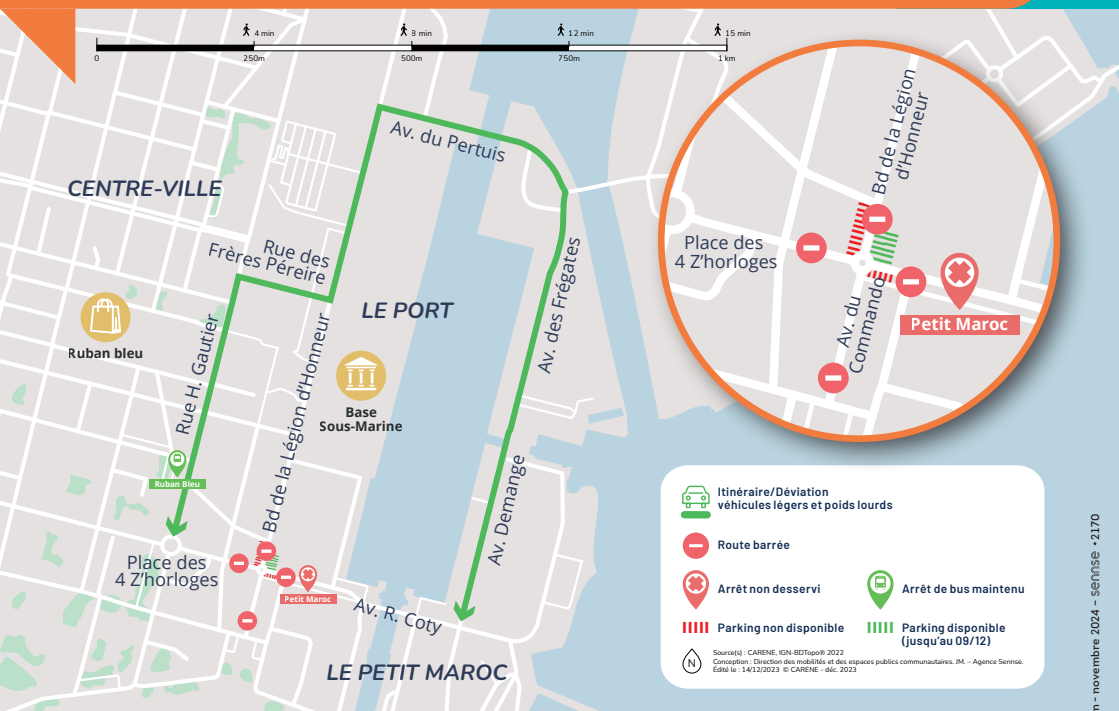 4 min
8 min
12 min
15 min
0
250m
500m
750m
1 km
Av. du Pertuis
CENTRE-VILLE
Rue des
Frères Péreire
LE PORT
Ruban bleu
Rue H. Gautier
Bd de la Légion d'Honneur
Base
Sous-Marine
Av. des Frégates
Ruban Bleu
Av. Demange
Place des
4 Z'horloges
Petit Maroc
Av. R. Coty
LE PETIT MAROC
Bd de la Légion
d'Honneur
Place des
4 Z'horloges
Av. du
Commando
Petit Maroc
Itinéraire/Déviation
véhicules légers et poids lourds
Route barrée
Arrêt non desservi
Arrêt de bus maintenu
Parking non disponible
Parking disponible
(jusqu'au 09/12)
N
Source(s) : CARENE, IGN-BDTopo® 2022
Conception : Direction des mobilités et des espaces publics communautaires. JM. – Agence Sennse.
Édité le : 14/12/2023 © CARENE - déc. 2023
- novembre 2024 – sennse •2170